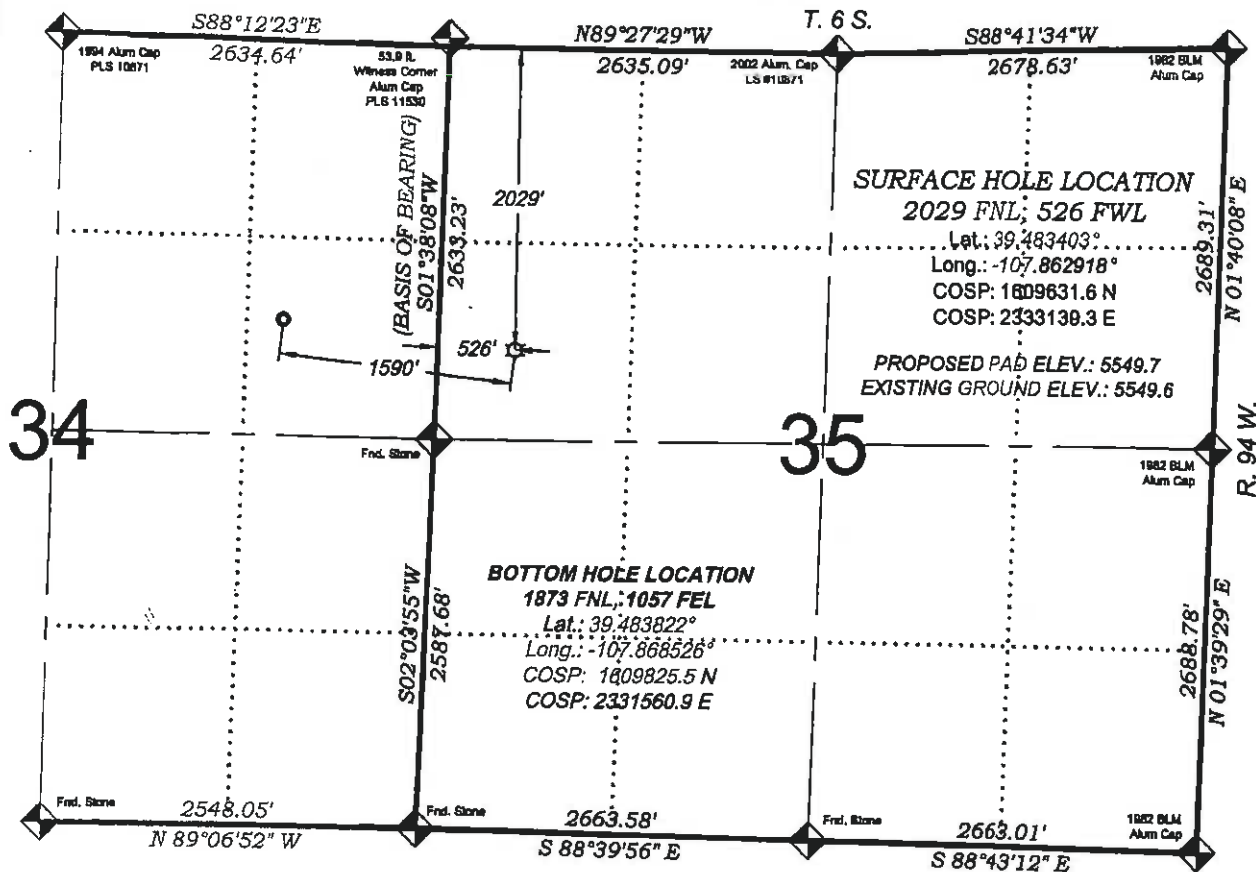 T. 6 S.
S88°12'23"E
2634.64'
N89°27'29"W
2635.09'
S88°41'34"W
2678.63'
1994 Alum Cap
PLS 10871
53.9 ft.
Witness Corner
Alum Cap
PLS 11530
2002 Alum. Cap
LS #10871
1982 BLM
Alum Cap
(BASIS OF BEARING)
S01°38'08"W
2633.23'
2029'
SURFACE HOLE LOCATION
2029 FNL; 526 FWL
Lat.: 39.483403°
Long.: -107.862918°
COSP: 1609631.6 N
COSP: 2333139.3 E
PROPOSED PAD ELEV.: 5549.7
EXISTING GROUND ELEV.: 5549.6
2689.31'
N 01°40'08" E
526'
1590'
34
Fnd. Stone
35
1982 BLM
Alum Cap
R. 94 W.
BOTTOM HOLE LOCATION
1873 FNL, 1057 FEL
Lat.: 39.483822°
Long.: -107.868526°
COSP: 1609825.5 N
COSP: 2331560.9 E
S02°03'55"W
2587.68'
2688.78'
N 01°39'29" E
Fnd. Stone
2548.05'
N 89°06'52" W
Fnd. Stone
2663.58'
S 88°39'56" E
Fnd. Stone
2663.01'
S 88°43'12" E
1982 BLM
Alum Cap